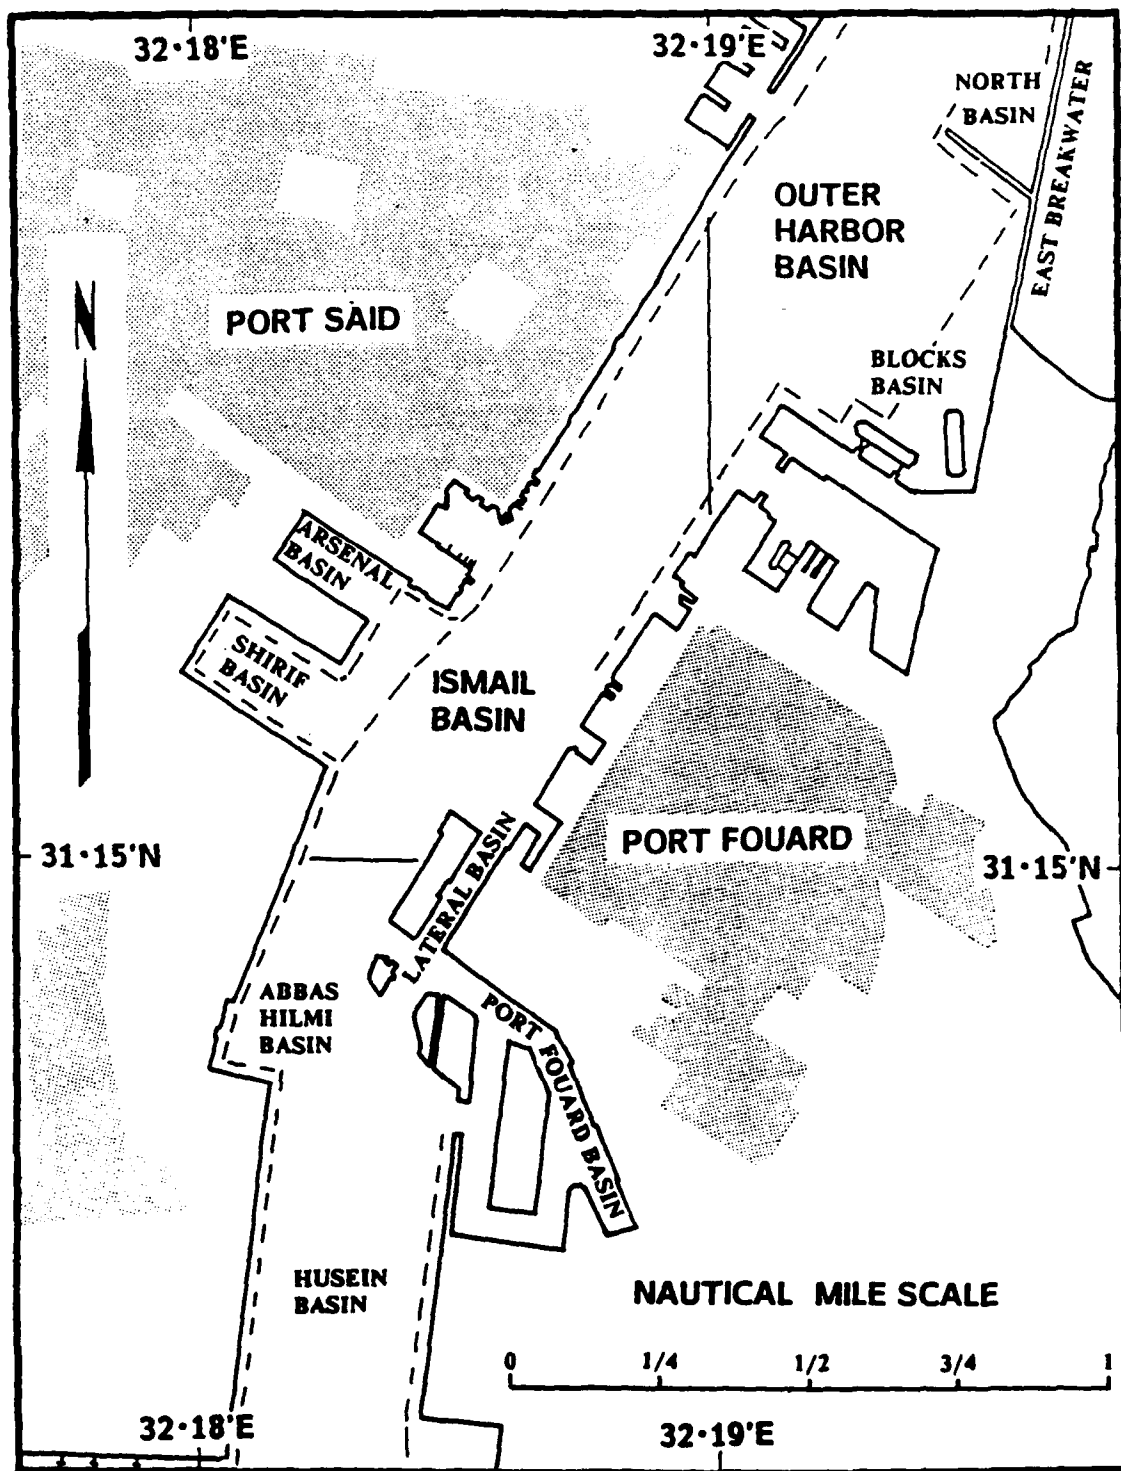 32·18'E
32·19'E
NORTH
BASIN
EAST BREAKWATER
OUTER
HARBOR
BASIN
N
PORT SAID
BLOCKS
BASIN
ARSENAL
BASIN
SHIRIF
BASIN
ISMAIL
BASIN
31·15'N
LATERAL BASIN
PORT FOUARD
31·15'N
ABBAS
HILMI
BASIN
PORT FOUARD BASIN
HUSEIN
BASIN
NAUTICAL MILE SCALE
0 1/4 1/2 3/4 1
32·18'E
32·19'E